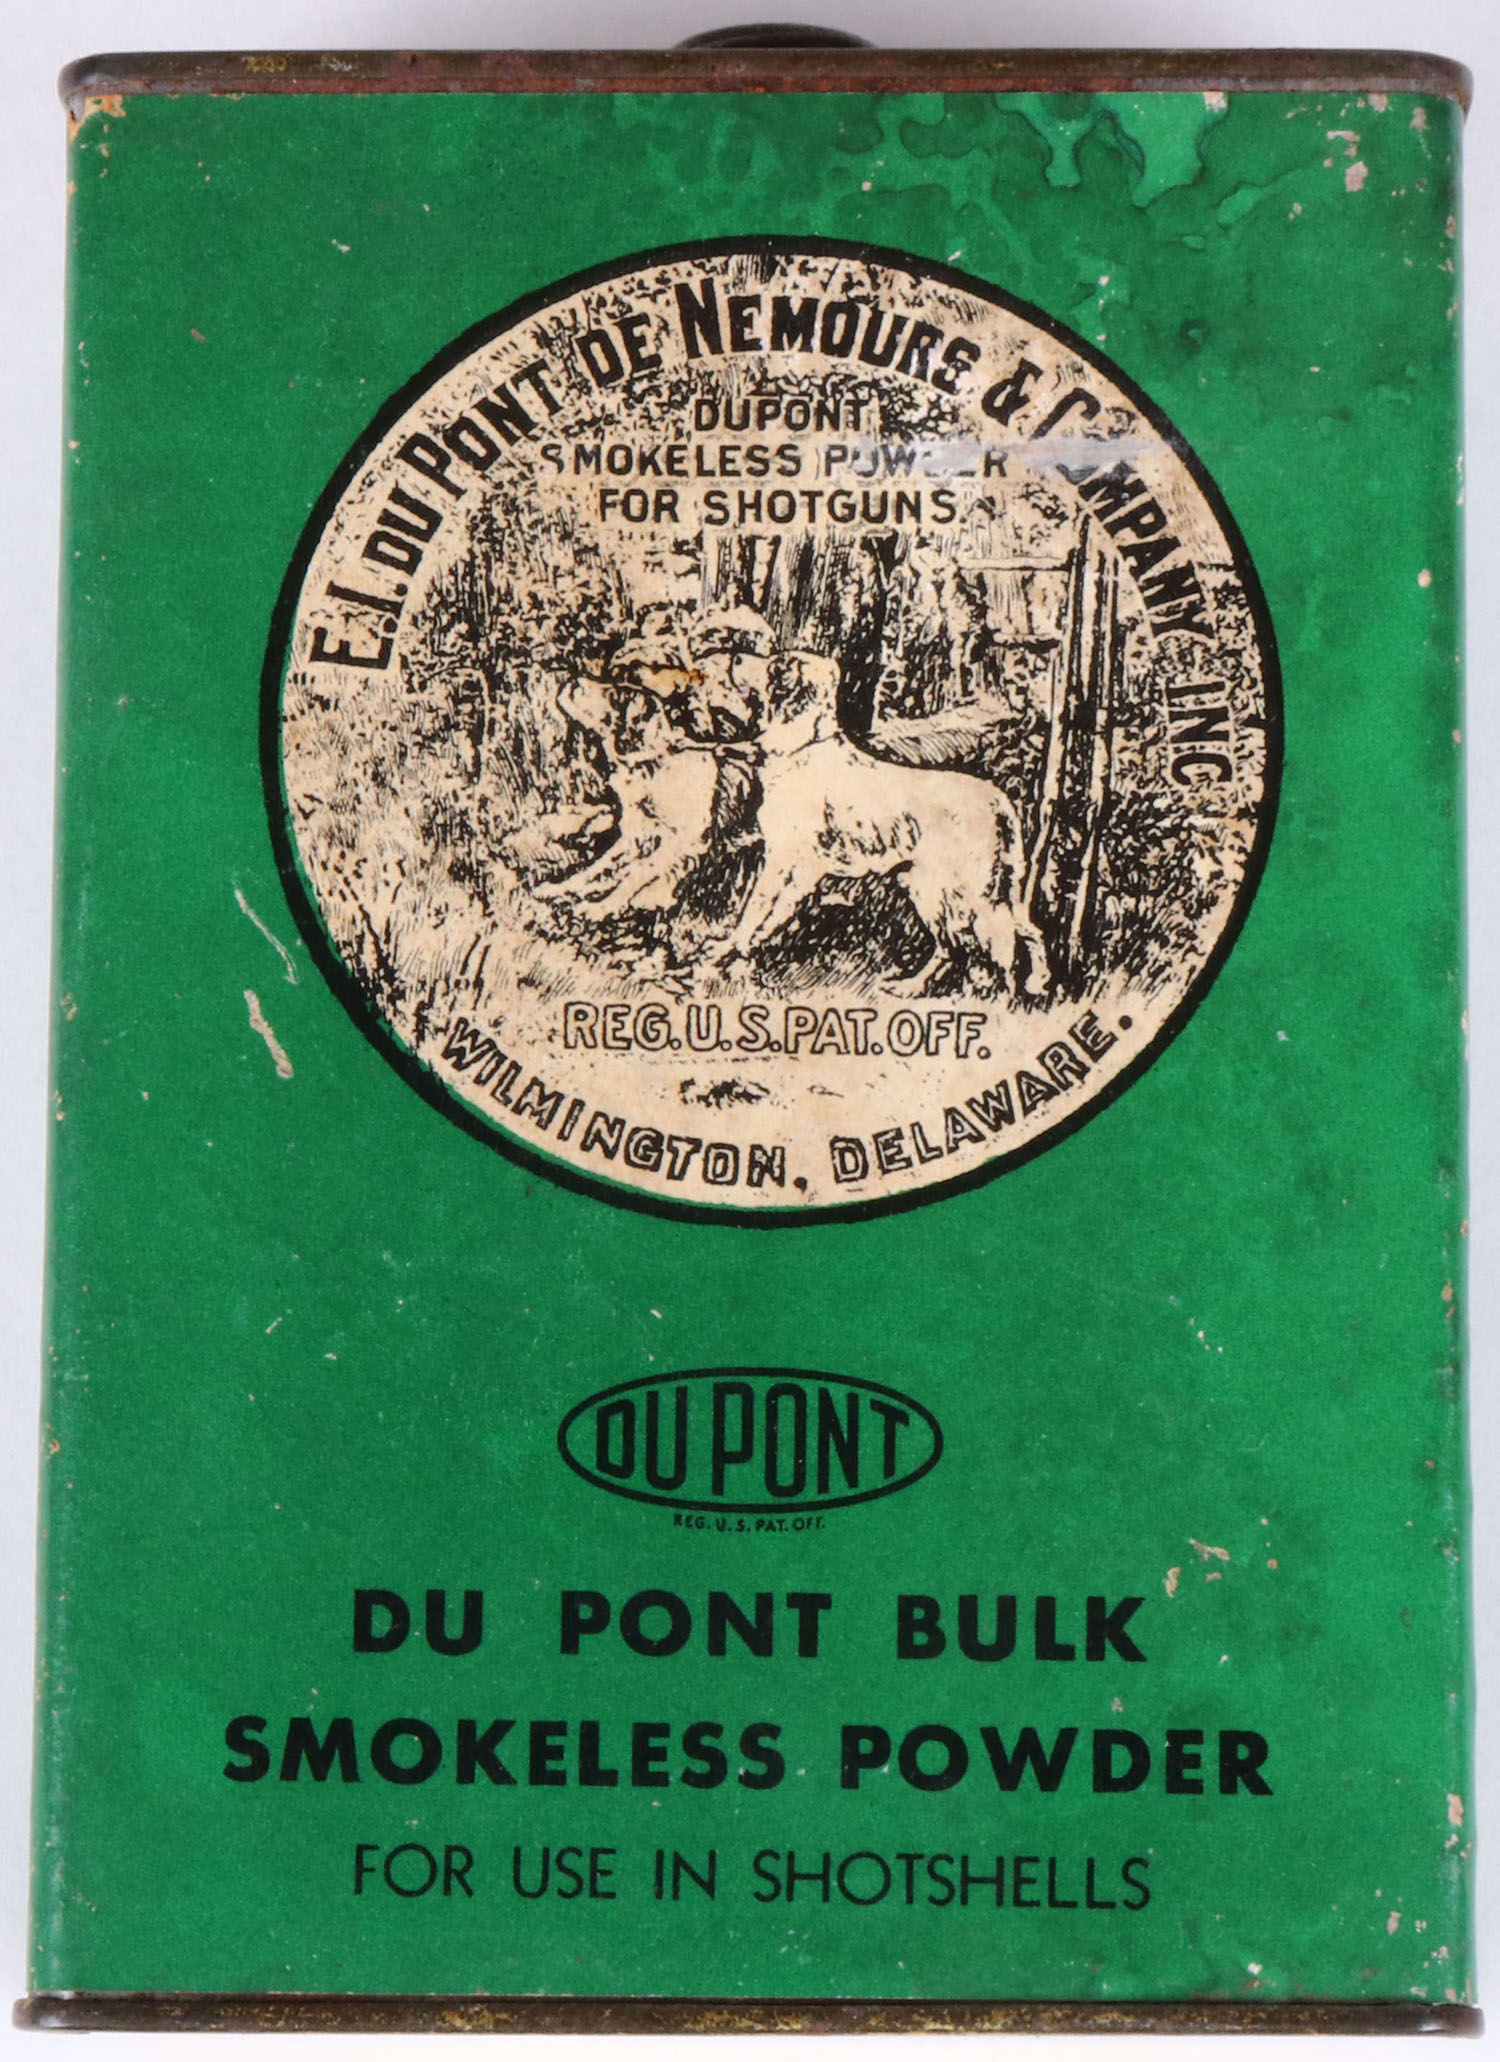 E.I. DU PONT DE NEMOURS & COMPANY INC
DUPONT
SMOKELESS POWDER
FOR SHOTGUNS
REG.U.S.PAT.OFF.
WILMINGTON. DELAWARE.
DU PONT
REG. U.S. PAT. OFF.
DU PONT BULK
SMOKELESS POWDER
FOR USE IN SHOTSHELLS